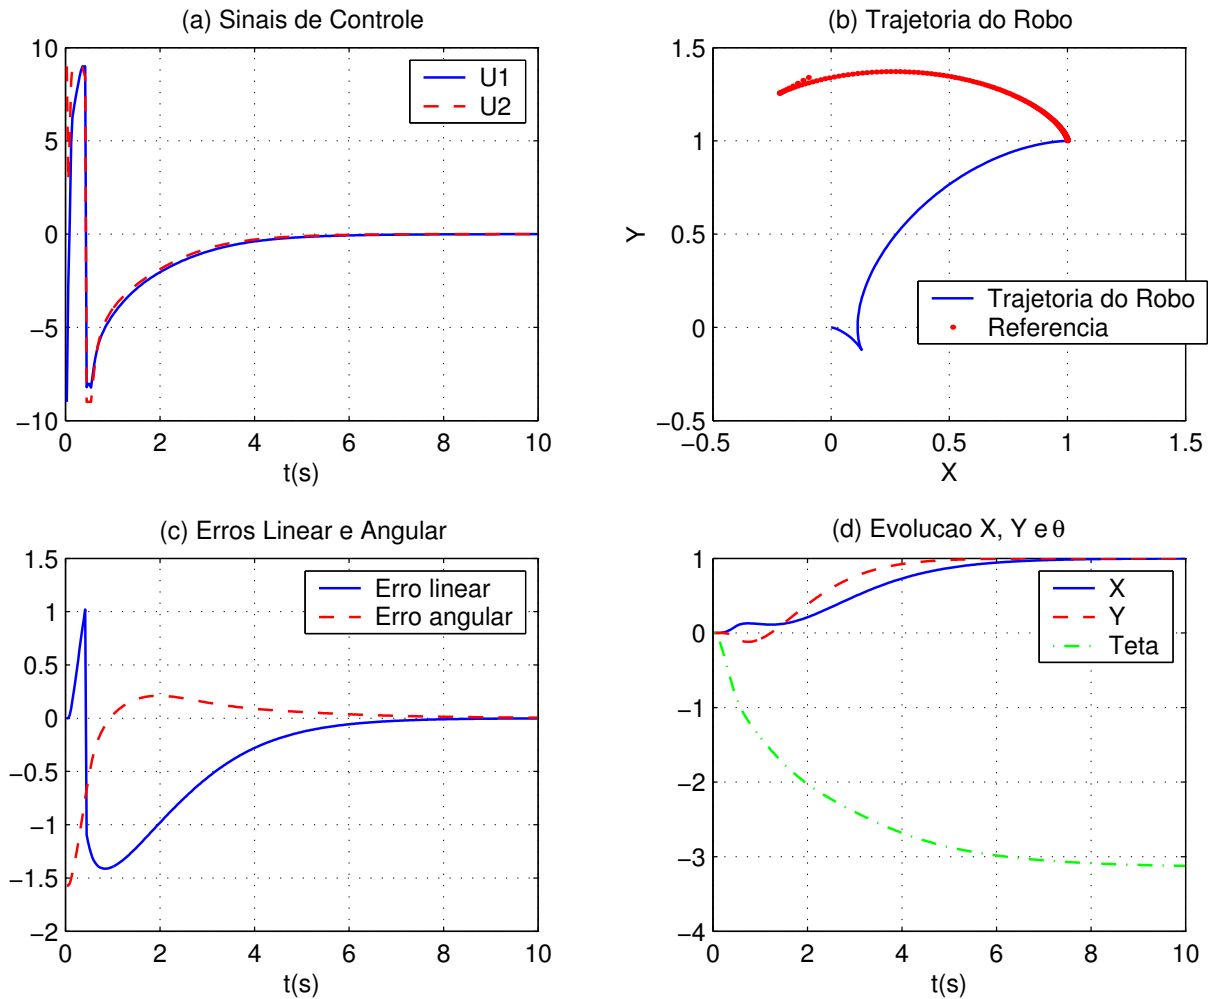 (a) Sinais de Controle
10
5
0
−5
−10
0 2 4 6 8 10
t(s)
U1
U2
(b) Trajetoria do Robo
1.5
1
0.5
0
−0.5
Y
−0.5 0 0.5 1 1.5
X
Trajetoria do Robo
Referencia
(c) Erros Linear e Angular
1.5
1
0.5
0
−0.5
−1
−1.5
−2
0 2 4 6 8 10
t(s)
Erro linear
Erro angular
(d) Evolucao X, Y e θ
1
0
−1
−2
−3
−4
0 2 4 6 8 10
t(s)
X
Y
Teta